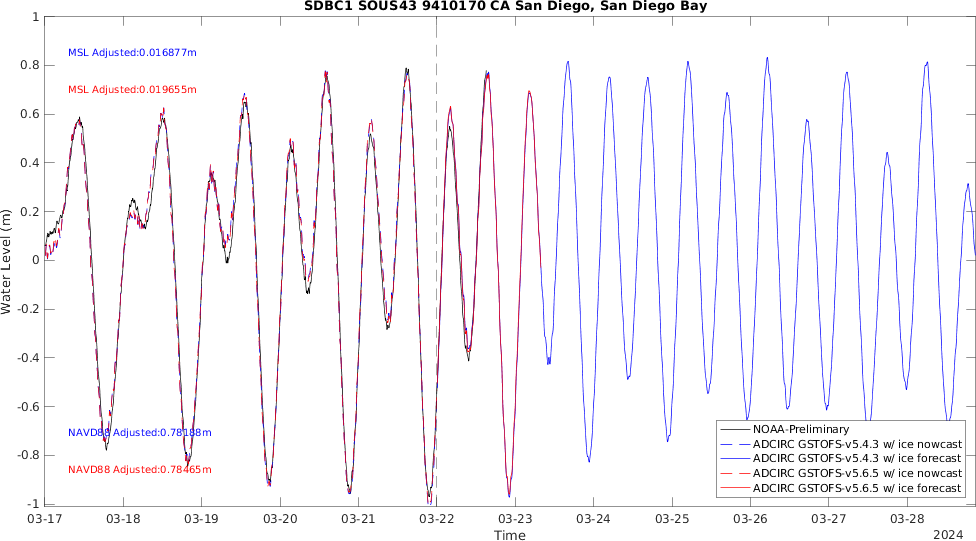 SDBC1 SOUS43 9410170 CA San Diego, San Diego Bay
MSL Adjusted:0.016877m
MSL Adjusted:0.019655m
NAVD88 Adjusted:0.78188m
NAVD88 Adjusted:0.78465m
Water Level (m)
1
0.8
0.6
0.4
0.2
0
-0.2
-0.4
-0.6
-0.8
-1
NOAA-Preliminary
ADCIRC GSTOFS-v5.4.3 w/ ice nowcast
ADCIRC GSTOFS-v5.4.3 w/ ice forecast
ADCIRC GSTOFS-v5.6.5 w/ ice nowcast
ADCIRC GSTOFS-v5.6.5 w/ ice forecast
03-17 03-18 03-19 03-20 03-21 03-22 03-23 03-24 03-25 03-26 03-27 03-28
Time
2024